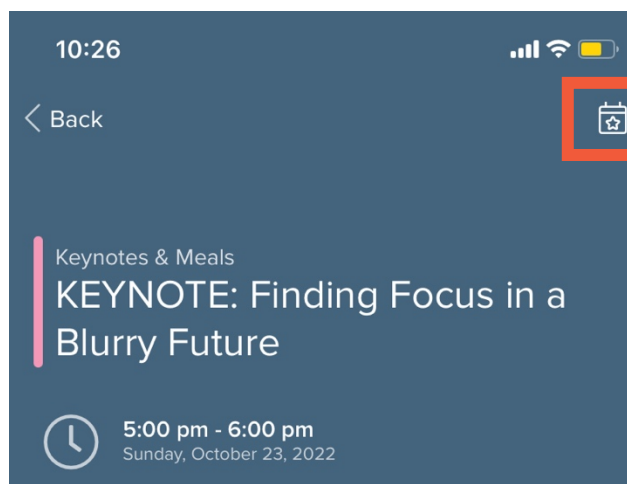 10:26
Back
Keynotes & Meals
KEYNOTE: Finding Focus in a
Blurry Future
5:00 pm - 6:00 pm
Sunday, October 23, 2022